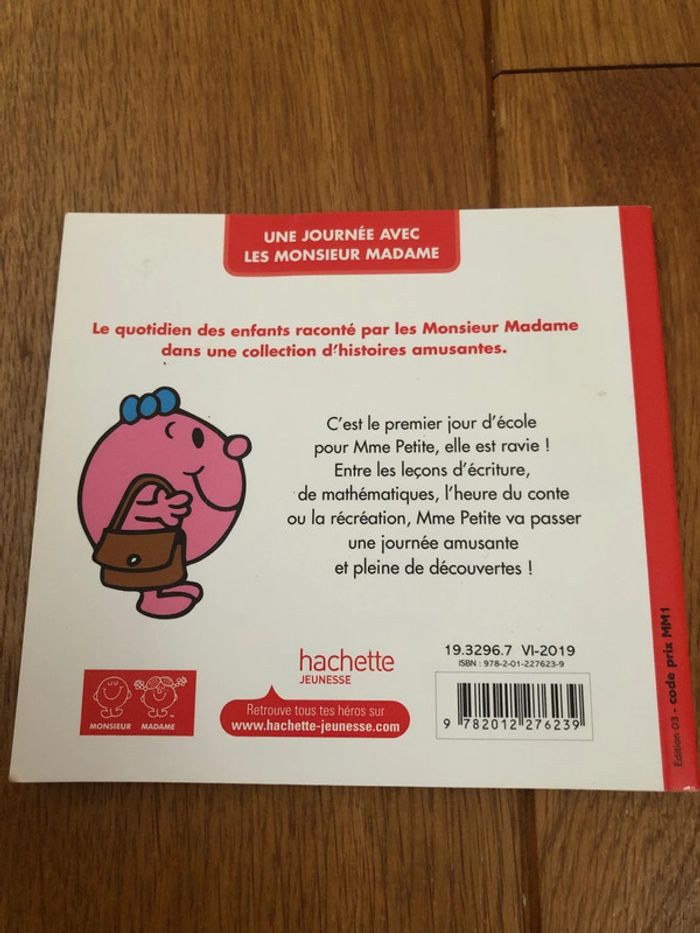 UNE JOURNÉE AVEC
LES MONSIEUR MADAME
Le quotidien des enfants raconté par les Monsieur Madame
dans une collection d'histoires amusantes.
C'est le premier jour d'école
pour Mme Petite, elle est ravie !
Entre les leçons d'écriture,
de mathématiques, l'heure du conte
ou la récréation, Mme Petite va passer
une journée amusante
et pleine de découvertes !
MONSIEUR MADAME
hachette
JEUNESSE
Retrouve tous tes héros sur
www.hachette-jeunesse.com
19.3296.7 VI-2019
ISBN : 978-2-01-227623-9
9 782012 276239
Édition 03 - code prix MM1